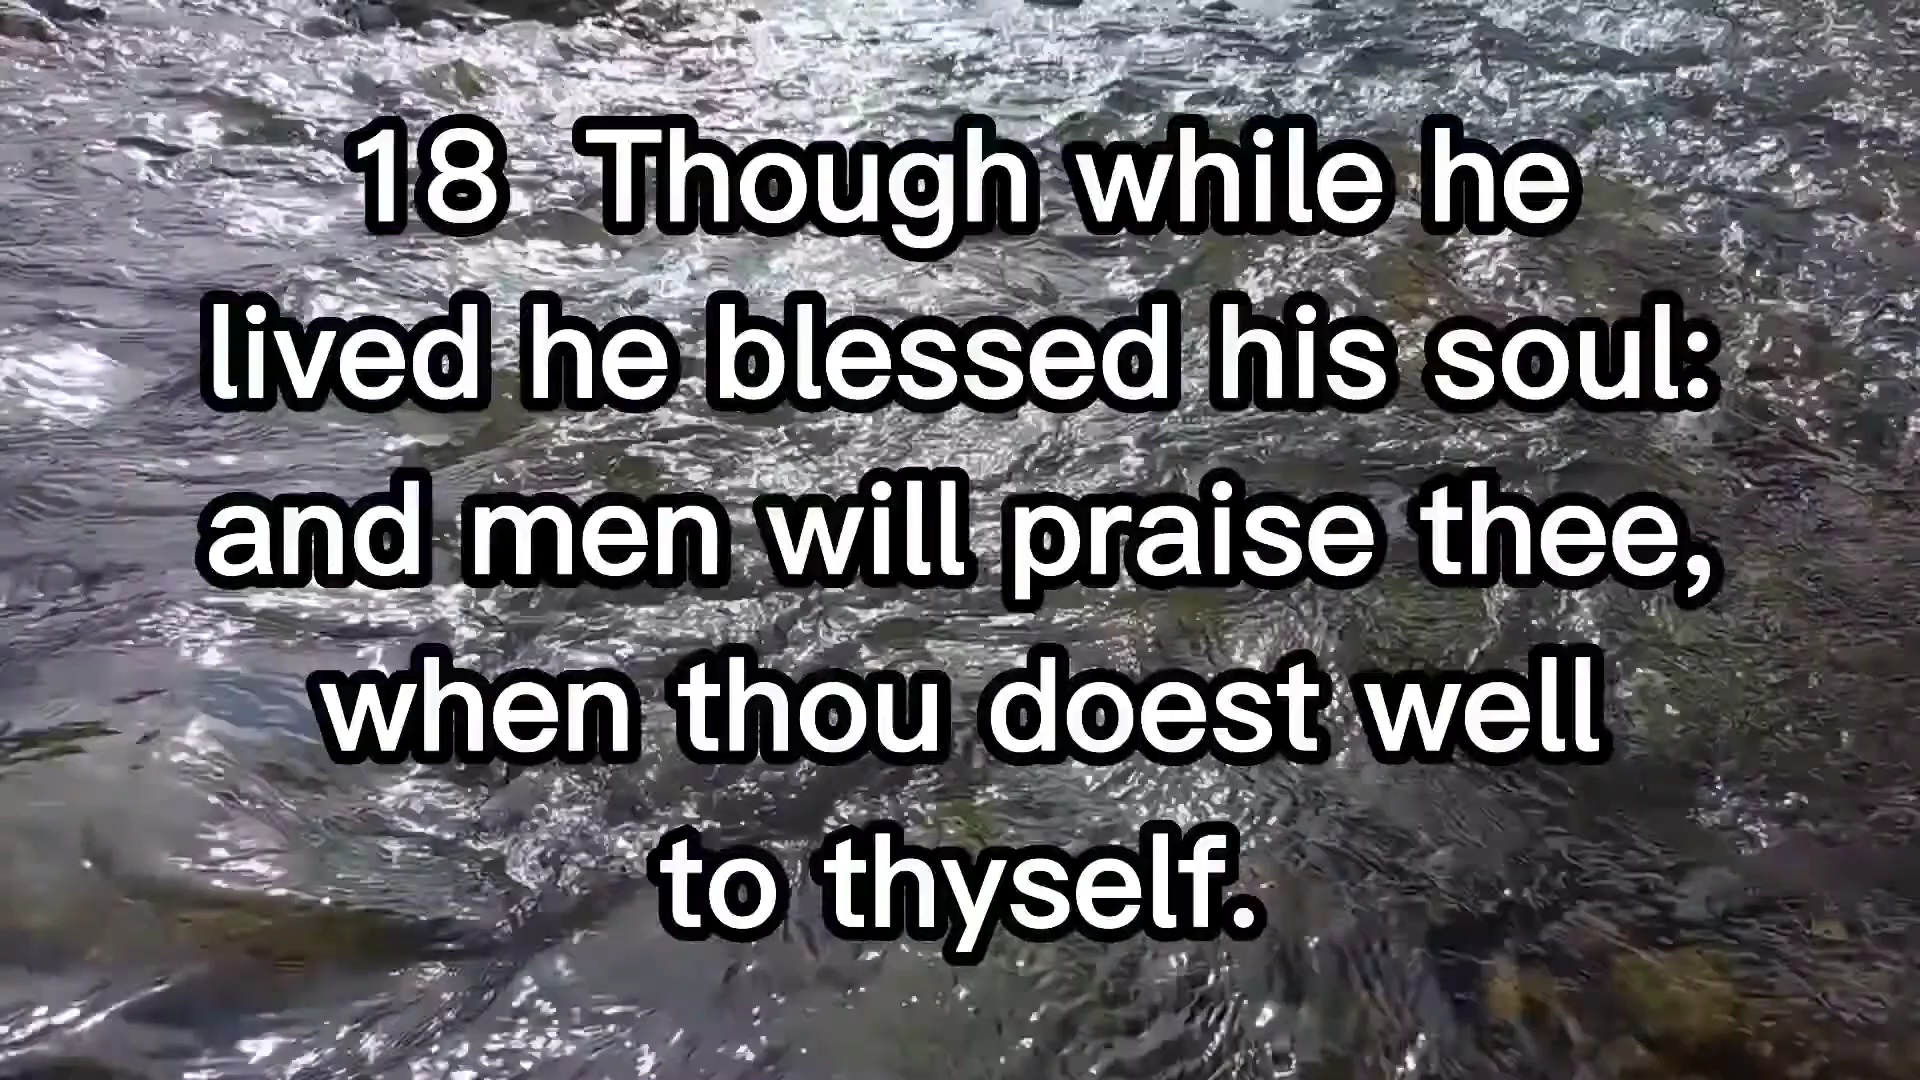 18 Though while he
lived he blessed his soul:
and men will praise thee,
when thou doest well
to thyself.